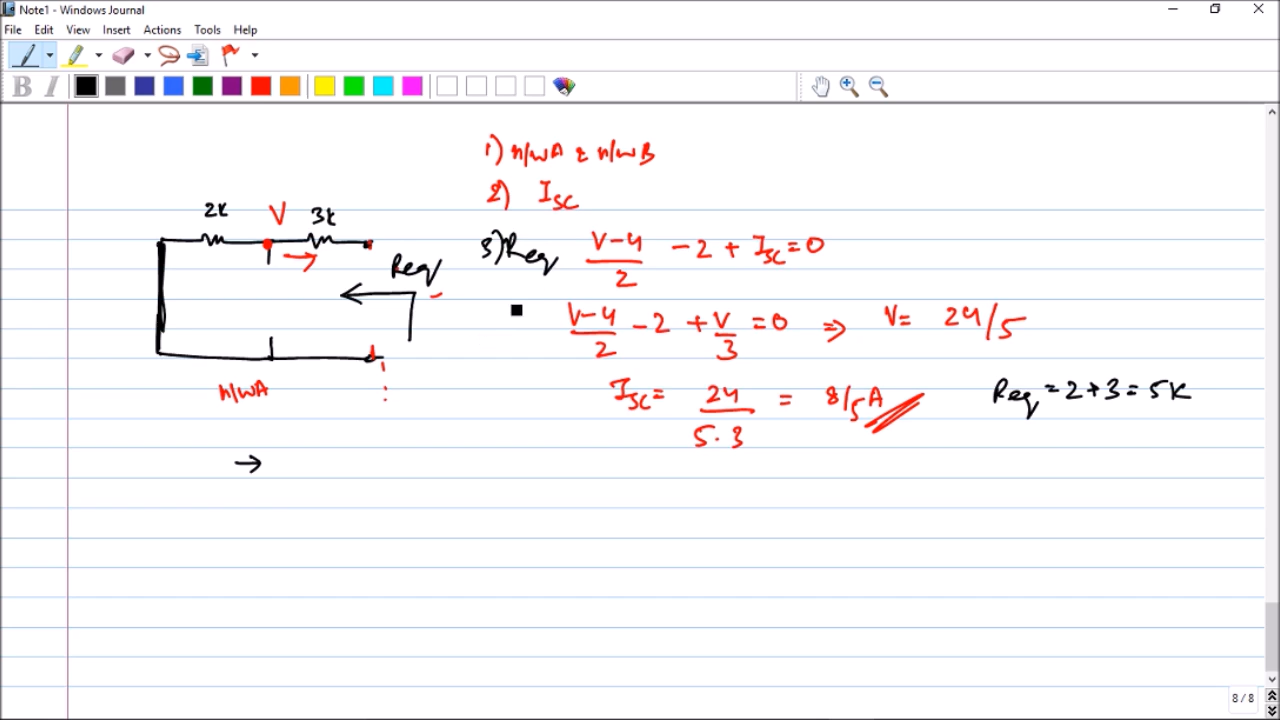 Note1 - Windows Journal
File Edit View Insert Actions Tools Help
B I
1) n/wA & n/wB
2) Isc
3) Req
V-4/2 - 2 + Isc = 0
2K V 3K
Req
V-4/2 - 2 + V/3 = 0 ⇒ V = 24/5
n/wA
Isc = 24/5·3 = 8/5 A
Req = 2+3 = 5K
→
8 / 8